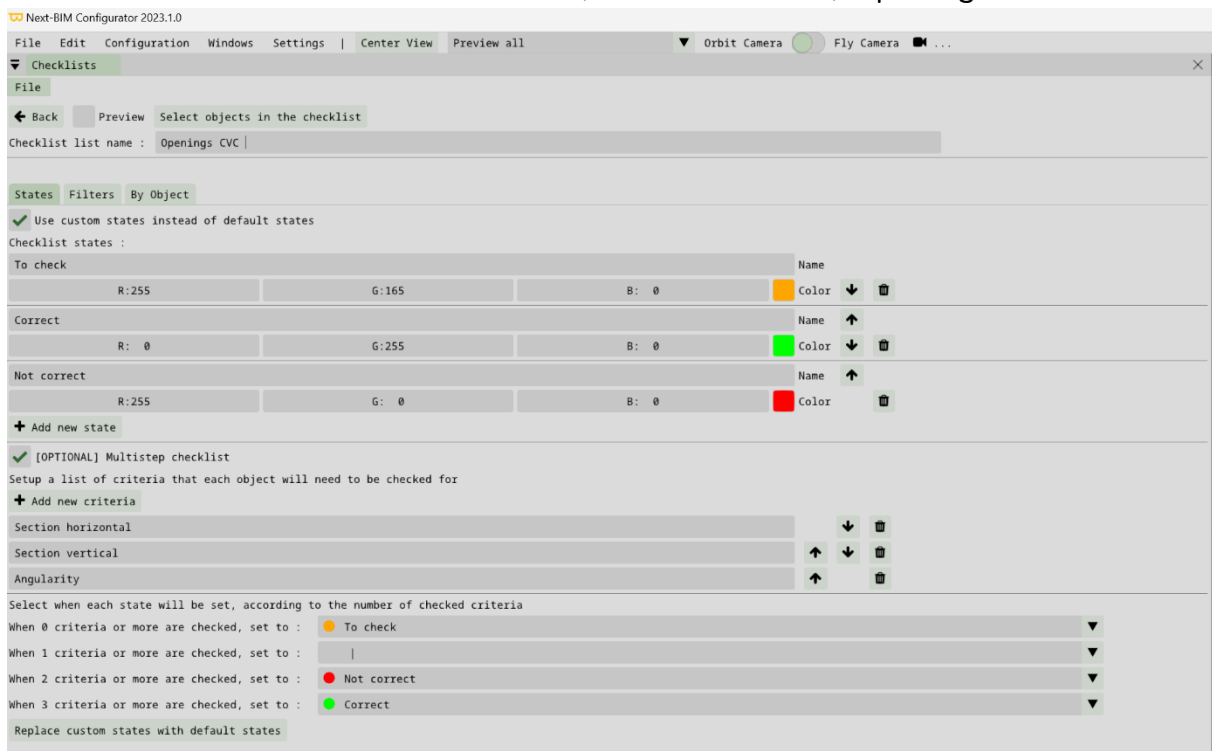 Next-BIM Configurator 2023.1.0
File Edit Configuration Windows Settings | Center View Preview all Orbit Camera Fly Camera ...
Checklists
File
Back Preview Select objects in the checklist
Checklist list name : Openings CVC
States Filters By Object
Use custom states instead of default states
Checklist states :
To check Name
R:255 G:165 B: 0 Color
Correct Name
R: 0 G:255 B: 0 Color
Not correct Name
R:255 G: 0 B: 0 Color
+ Add new state
[OPTIONAL] Multistep checklist
Setup a list of criteria that each object will need to be checked for
+ Add new criteria
Section horizontal
Section vertical
Angularity
Select when each state will be set, according to the number of checked criteria
When 0 criteria or more are checked, set to : To check
When 1 criteria or more are checked, set to :
When 2 criteria or more are checked, set to : Not correct
When 3 criteria or more are checked, set to : Correct
Replace custom states with default states